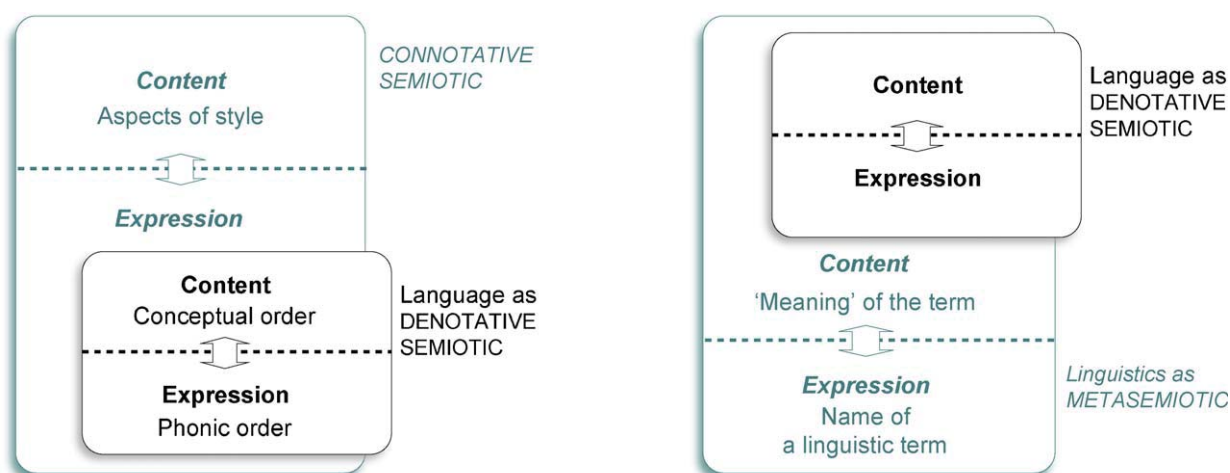 CONNOTATIVE
SEMIOTIC
Content
Aspects of style
Expression
Content
Conceptual order
Expression
Phonic order
Language as
DENOTATIVE
SEMIOTIC
Content
Expression
Language as
DENOTATIVE
SEMIOTIC
Content
‘Meaning’ of the term
Expression
Name of
a linguistic term
Linguistics as
METASEMIOTIC